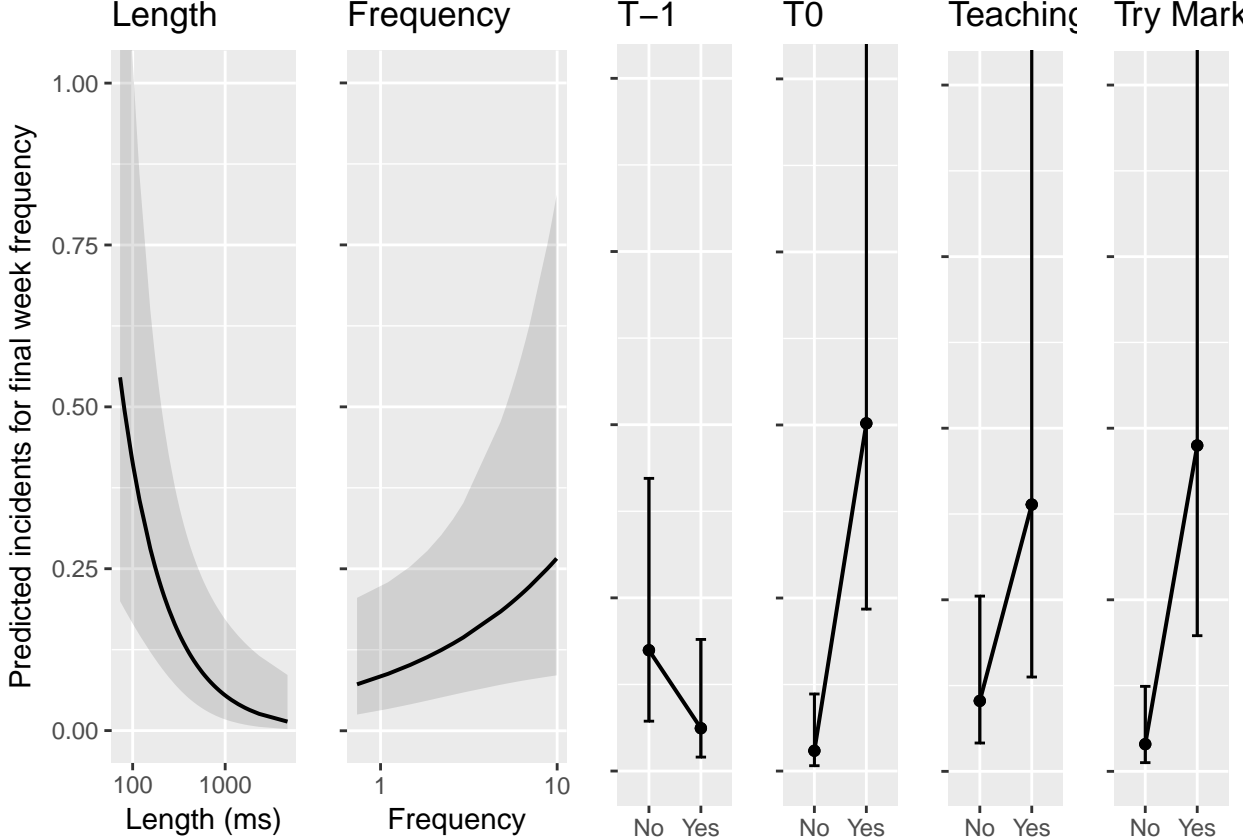 Length Frequency T−1 T0 Teaching Try Mark
Predicted incidents for final week frequency
1.00
0.75
0.50
0.25
0.00
100 1000 1 10
Length (ms) Frequency
No Yes No Yes No Yes No Yes